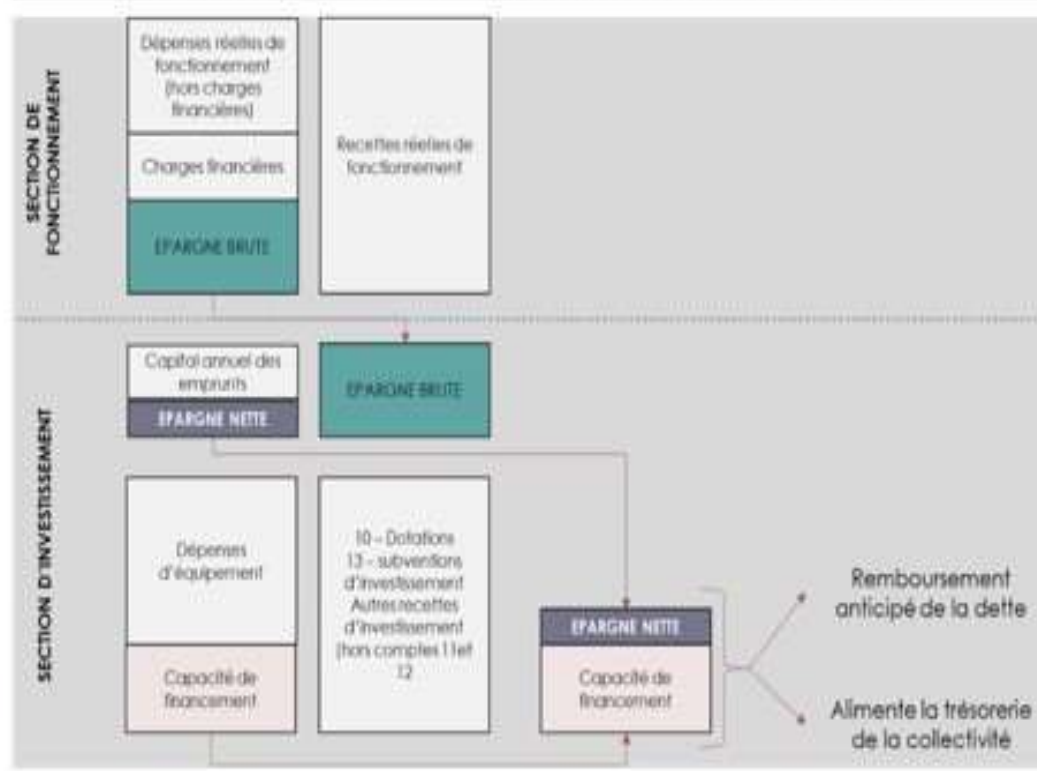 SECTION DE
FONCTIONNEMENT
Dépenses réelles de
fonctionnement
(hors charges
financières)
Charges financières
EPARGNE BRUTE
Recettes réelles de
fonctionnement
SECTION D'INVESTISSEMENT
Capital annuel des
emprunts
EPARGNE NETTE
EPARGNE BRUTE
Dépenses
d'équipement
Capacité de
financement
10 – Dotations
13 – subventions
d'investissement
Autres recettes
d'investissement
(hors comptes 11et
12
EPARGNE NETTE
Capacité de
financement
Remboursement
anticipé de la dette
Alimente la trésorerie
de la collectivité